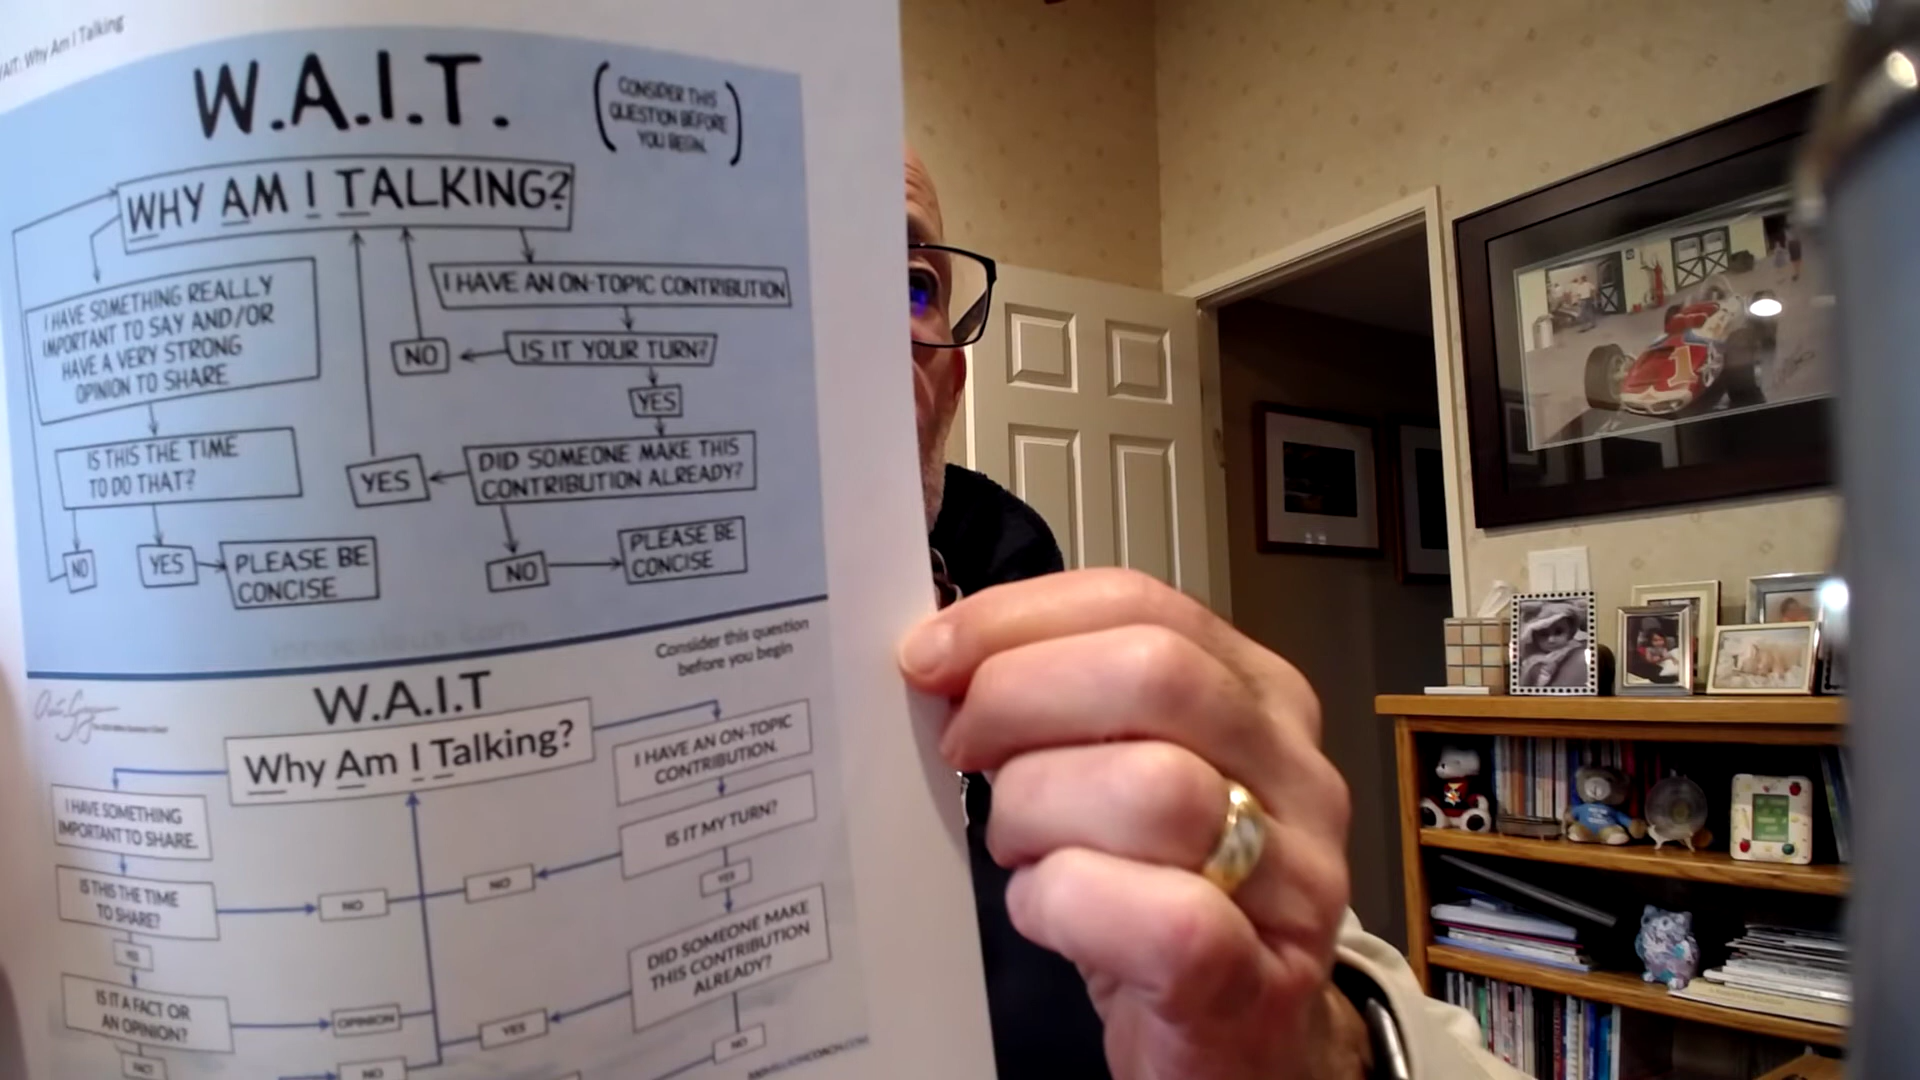 WAIT: Why Am I Talking
W.A.I.T.
(CONSIDER THIS
QUESTION BEFORE
YOU BEGIN.)
WHY AM I TALKING?
I HAVE SOMETHING REALLY
IMPORTANT TO SAY AND/OR
HAVE A VERY STRONG
OPINION TO SHARE
IS THIS THE TIME
TO DO THAT?
NO
YES
PLEASE BE
CONCISE
I HAVE AN ON-TOPIC CONTRIBUTION
IS IT YOUR TURN?
NO
YES
DID SOMEONE MAKE THIS
CONTRIBUTION ALREADY?
YES
NO
PLEASE BE
CONCISE
Consider this question
before you begin
W.A.I.T
Why Am I Talking?
I HAVE SOMETHING
IMPORTANT TO SHARE.
IS THIS THE TIME
TO SHARE?
NO
IS IT A FACT OR
AN OPINION?
OPINION
FACT
NO
I HAVE AN ON-TOPIC
CONTRIBUTION.
IS IT MY TURN?
NO
YES
DID SOMEONE MAKE
THIS CONTRIBUTION
ALREADY?
YES
NO
1